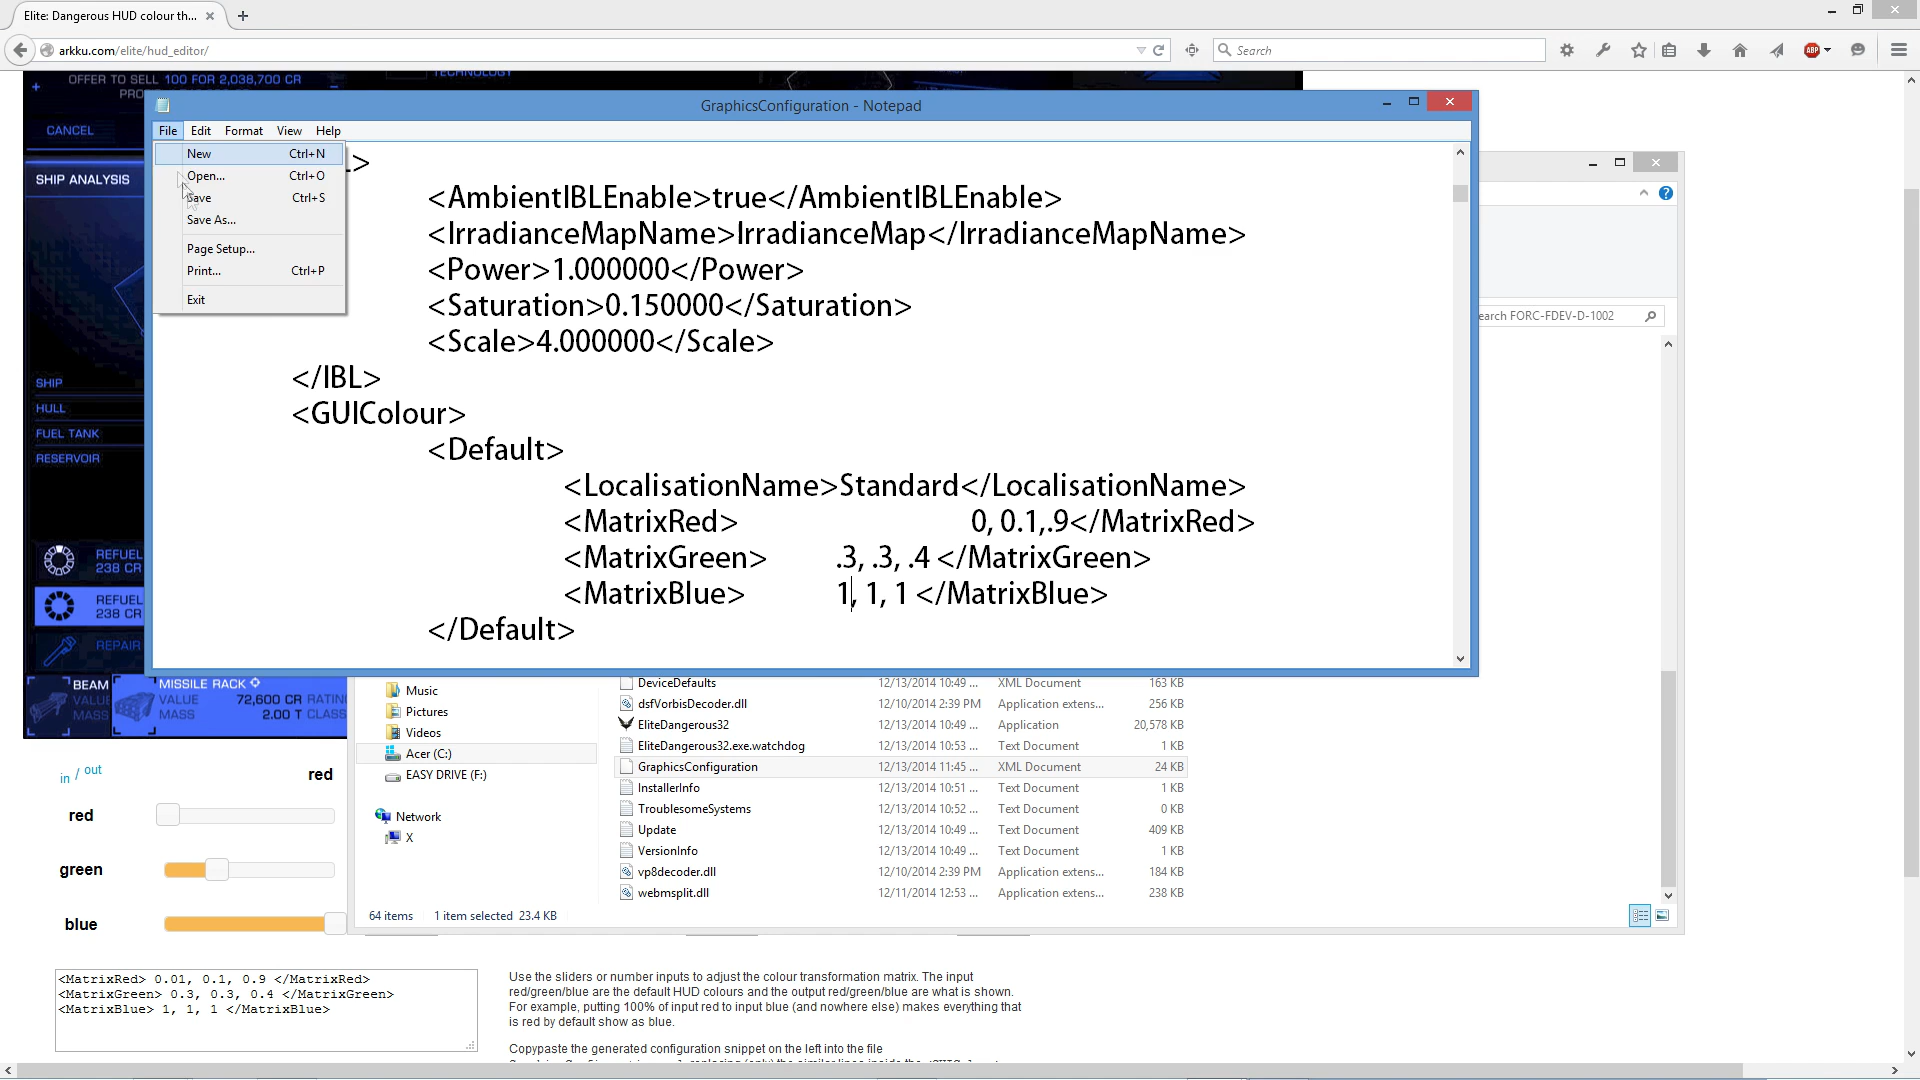 Elite: Dangerous HUD colour th...
arkku.com/elite/hud_editor/
Search
ABP
OFFER TO SELL 100 FOR 2,038,700 CR
TECHNOLOGY
CANCEL
SHIP ANALYSIS
SHIP
HULL
FUEL TANK
RESERVOIR
REFUEL
238 CR
REFUEL
238 CR
REPAIR
BEAM
VALUE
MASS
MISSILE RACK
VALUE 72,600 CR RATIN
MASS 2.00 T CLASS
GraphicsConfiguration - Notepad
File Edit Format View Help
New Ctrl+N
Open... Ctrl+O
Save Ctrl+S
Save As...
Page Setup...
Print... Ctrl+P
Exit
L>
<AmbientIBLEnable>true</AmbientIBLEnable>
<IrradianceMapName>IrradianceMap</IrradianceMapName>
<Power>1.000000</Power>
<Saturation>0.150000</Saturation>
<Scale>4.000000</Scale>
</IBL>
<GUIColour>
<Default>
<LocalisationName>Standard</LocalisationName>
<MatrixRed> 0, 0.1,.9</MatrixRed>
<MatrixGreen> .3, .3, .4 </MatrixGreen>
<MatrixBlue> 1, 1, 1 </MatrixBlue>
</Default>
earch FORC-FDEV-D-1002
Music
Pictures
Videos
Acer (C:)
EASY DRIVE (F:)
Network
X
DeviceDefaults 12/13/2014 10:49 ... XML Document 163 KB
dsfVorbisDecoder.dll 12/10/2014 2:39 PM Application extens... 256 KB
EliteDangerous32 12/13/2014 10:49 ... Application 20,578 KB
EliteDangerous32.exe.watchdog 12/13/2014 10:53 ... Text Document 1 KB
GraphicsConfiguration 12/13/2014 11:45 ... XML Document 24 KB
InstallerInfo 12/13/2014 10:51 ... Text Document 1 KB
TroublesomeSystems 12/13/2014 10:52 ... Text Document 0 KB
Update 12/13/2014 10:49 ... Text Document 409 KB
VersionInfo 12/13/2014 10:49 ... Text Document 1 KB
vp8decoder.dll 12/10/2014 2:39 PM Application extens... 184 KB
webmsplit.dll 12/11/2014 12:53 ... Application extens... 238 KB
64 items 1 item selected 23.4 KB
in / out red
red
green
blue
<MatrixRed> 0.01, 0.1, 0.9 </MatrixRed>
<MatrixGreen> 0.3, 0.3, 0.4 </MatrixGreen>
<MatrixBlue> 1, 1, 1 </MatrixBlue>
Use the sliders or number inputs to adjust the colour transformation matrix. The input
red/green/blue are the default HUD colours and the output red/green/blue are what is shown.
For example, putting 100% of input red to input blue (and nowhere else) makes everything that
is red by default show as blue.
Copypaste the generated configuration snippet on the left into the file